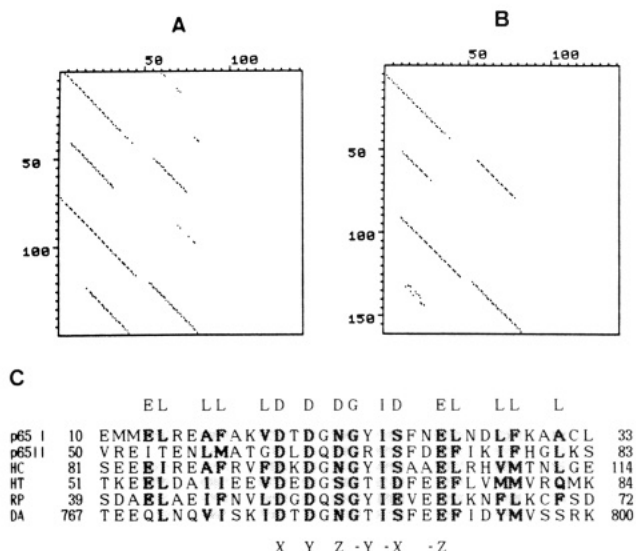 A
B
50 100
50 100
50
100
50
100
150
C
EL LL LD D DG ID EL LL L
p65 I 10 EMMELREAFAKVDTDGNGYISFNELNDLFKAACL 33
p65II 50 VREITENLMATGDLDQDGRISFDEFIKIFHGLKS 83
HC 81 SEEEIREAFRVFDKDGNGYISAAELRHVMTNLGE 114
HT 51 TKEELDAIIEEVDEDGSGTIDFEEFLVMMVRQMK 84
RP 39 SDAELAEIFNVLDGDQSGYIEVEELKNFLKCFSD 72
DA 767 TEEQLNQVISKIDTDGNGTISFEEFIDYMVSSRK 800
X Y Z -Y -X -Z